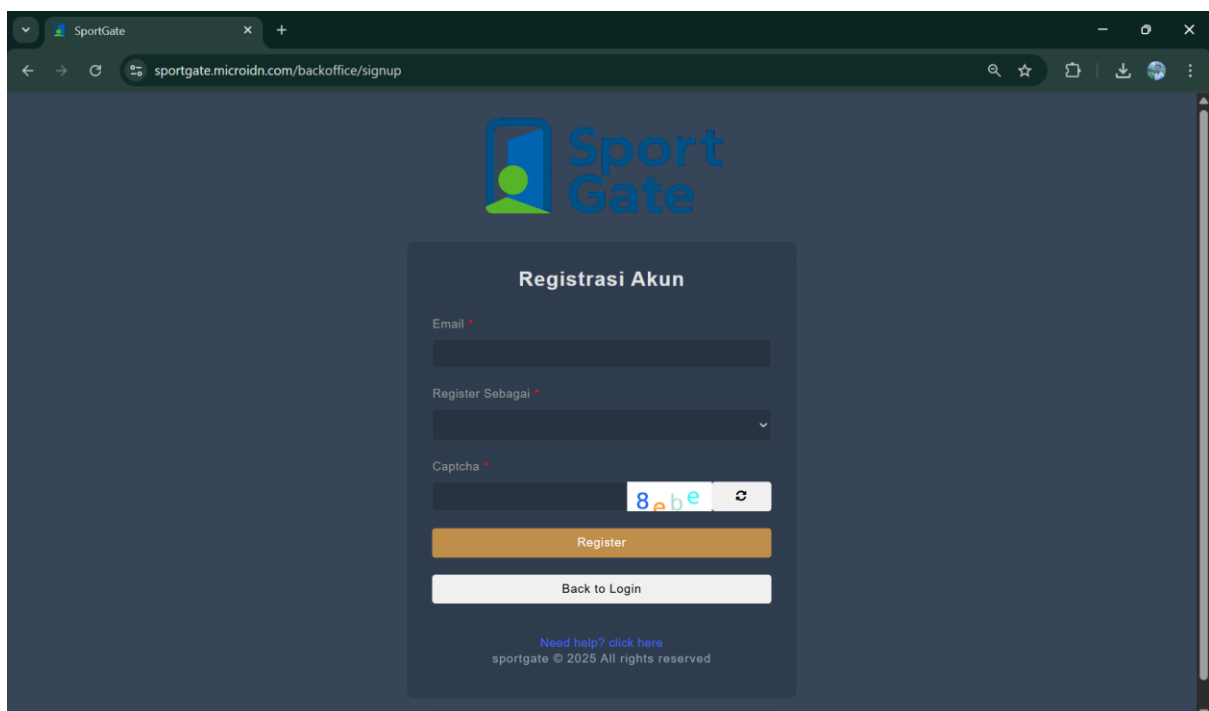 SportGate
sportgate.microidn.com/backoffice/signup
Sport
Gate
Registrasi Akun
Email *
Register Sebagai *
Captcha *
8ebe
Register
Back to Login
Need help? click here
sportgate © 2025 All rights reserved